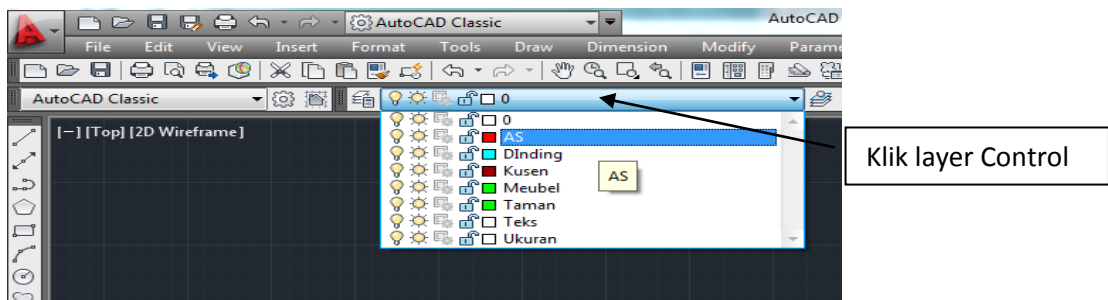 AutoCAD Classic
AutoCAD
File Edit View Insert Format Tools Draw Dimension Modify Parame
AutoCAD Classic
0
[−] [Top] [2D Wireframe]
0
AS
DInding
Kusen
Meubel
Taman
Teks
Ukuran
AS
Klik layer Control